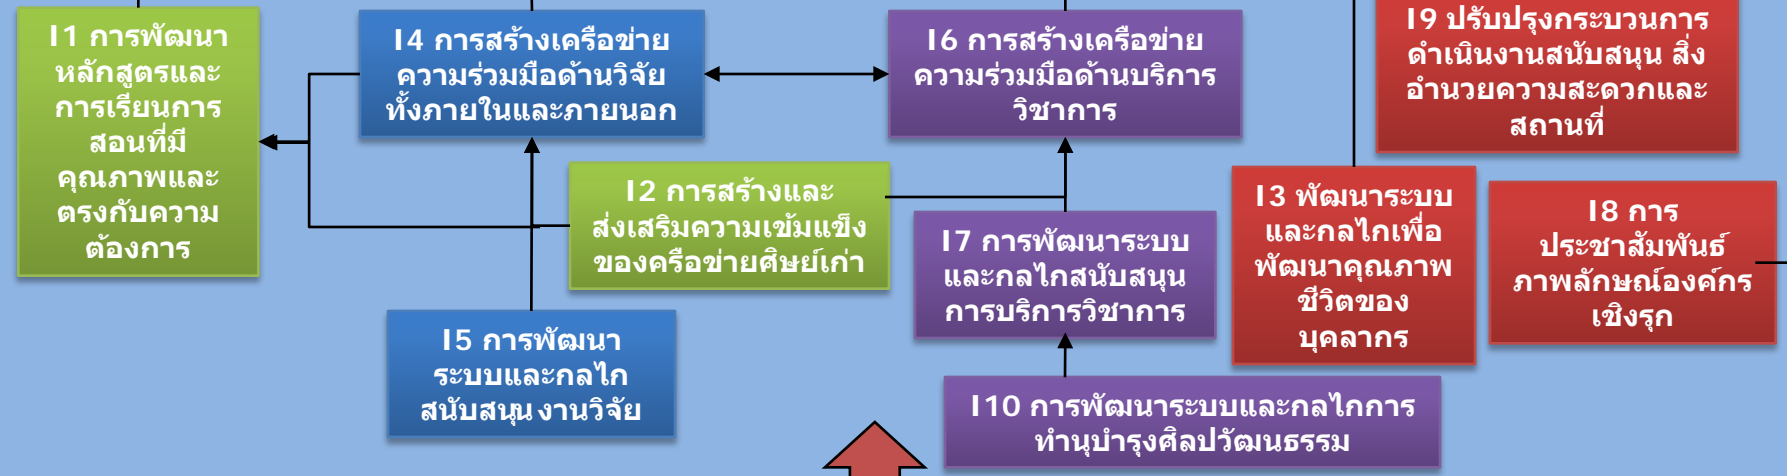 I1 การพัฒนา
หลักสูตรและ
การเรียนการ
สอนที่มี
คุณภาพและ
ตรงกับความ
ต้องการ
I4 การสร้างเครือข่าย
ความร่วมมือด้านวิจัย
ทั้งภายในและภายนอก
I6 การสร้างเครือข่าย
ความร่วมมือด้านบริการ
วิชาการ
I9 ปรับปรุงกระบวนการ
ดำเนินงานสนับสนุน สิ่ง
อำนวยความสะดวกและ
สถานที่
I2 การสร้างและ
ส่งเสริมความเข้มแข็ง
ของครือข่ายศิษย์เก่า
I7 การพัฒนาระบบ
และกลไกสนับสนุน
การบริการวิชาการ
I3 พัฒนาระบบ
และกลไกเพื่อ
พัฒนาคุณภาพ
ชีวิตของ
บุคลากร
I8 การ
ประชาสัมพันธ์
ภาพลักษณ์องค์กร
เชิงรุก
I5 การพัฒนา
ระบบและกลไก
สนับสนุน งานวิจัย
I10 การพัฒนาระบบและกลไกการ
ทำนุบำรุงศิลปวัฒนธรรม